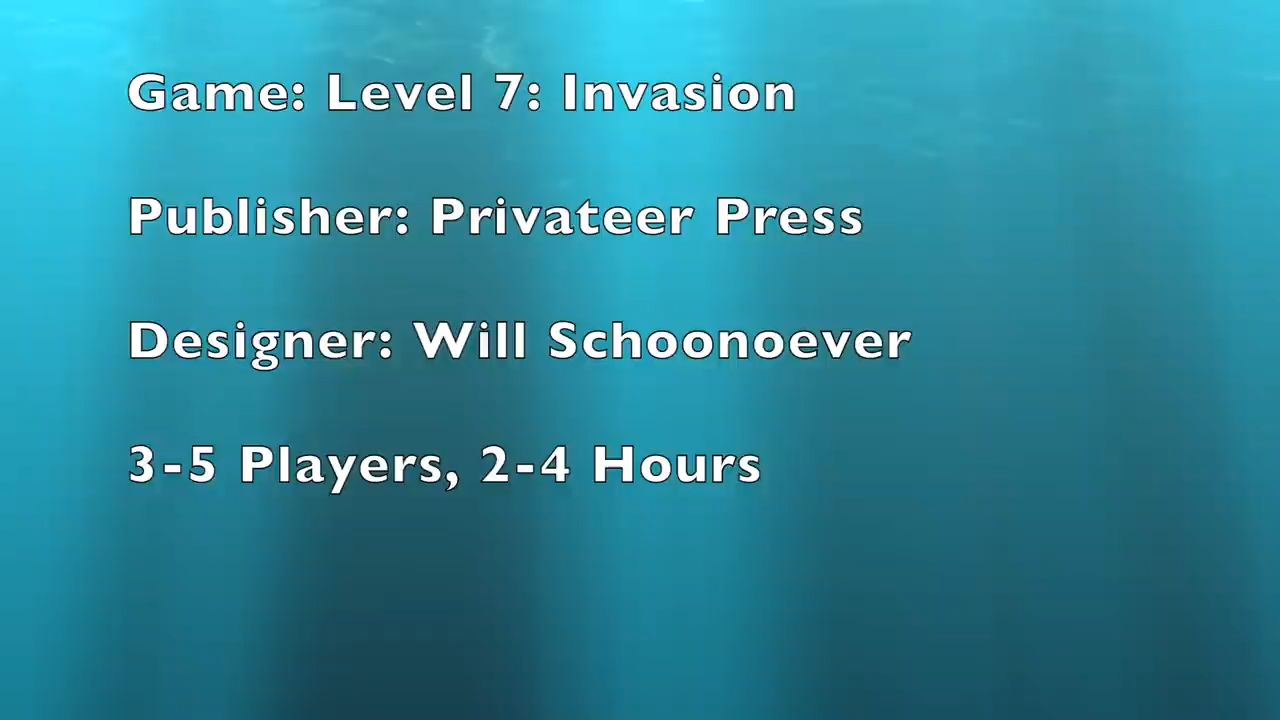 Game: Level 7: Invasion
Publisher: Privateer Press
Designer: Will Schoonoever
3-5 Players, 2-4 Hours